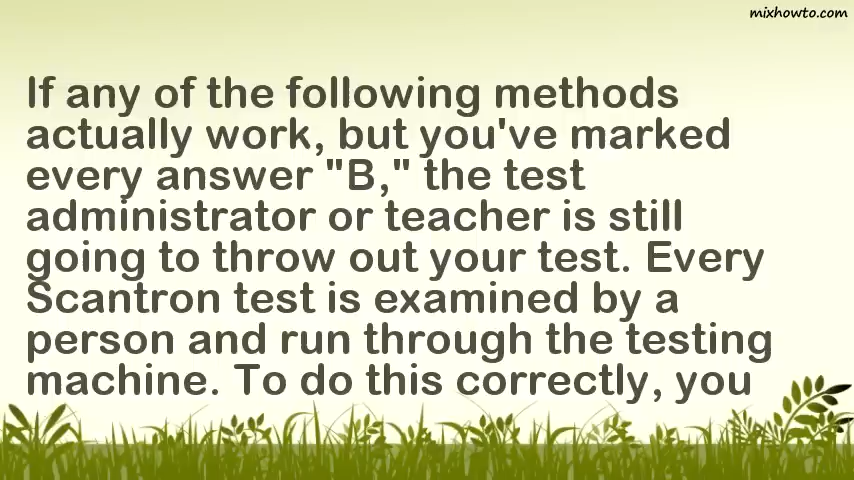 mixhowto.com
If any of the following methods
actually work, but you've marked
every answer "B," the test
administrator or teacher is still
going to throw out your test. Every
Scantron test is examined by a
person and run through the testing
machine. To do this correctly, you